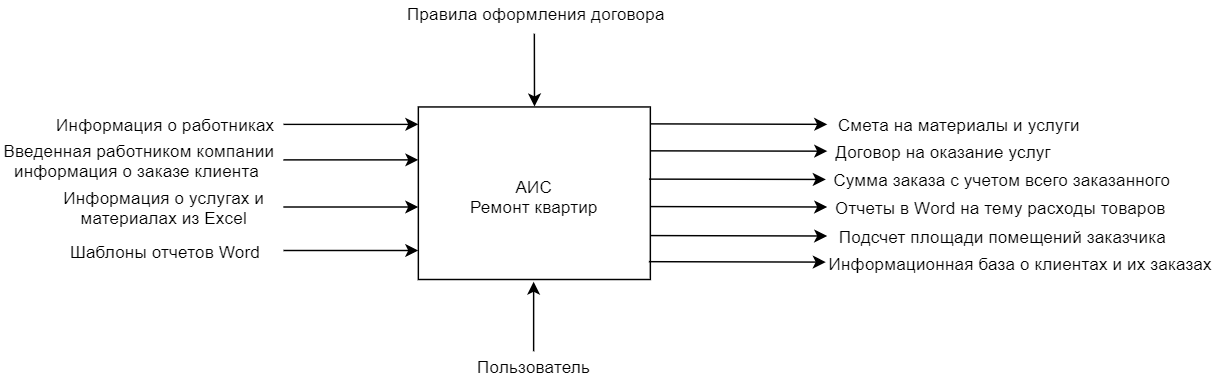 Правила оформления договора
Информация о работниках
Введенная работником компании
информация о заказе клиента
Информация о услугах и
материалах из Excel
Шаблоны отчетов Word
АИС
Ремонт квартир
Смета на материалы и услуги
Договор на оказание услуг
Сумма заказа с учетом всего заказанного
Отчеты в Word на тему расходы товаров
Подсчет площади помещений заказчика
Информационная база о клиентах и их заказах
Пользователь